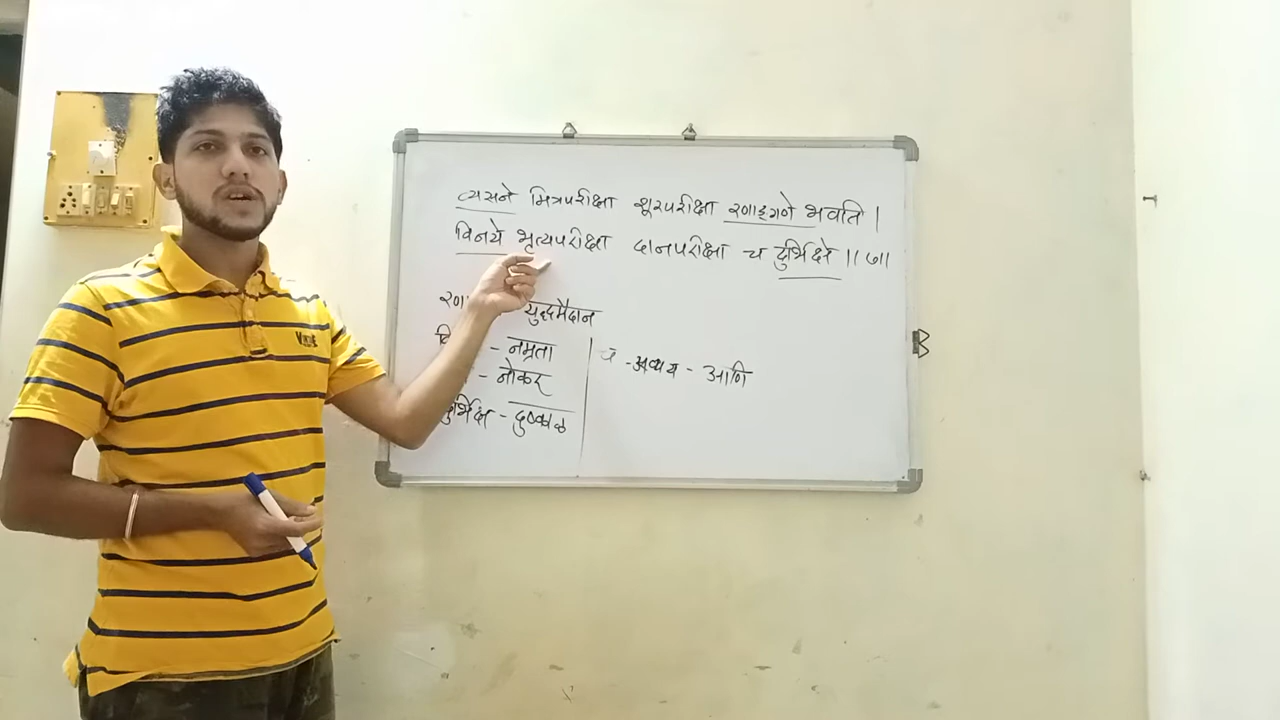 व्यसने मित्रपरीक्षा शूरपरीक्षा रणाङ्गणे भवति ।
विनये भृत्यपरीक्षा दानपरीक्षा च दुर्भिक्षे ॥७॥
युद्धमैदान
- नम्रता
- नोकर
दुर्भिक्ष - दुष्काळ
च - अव्यय - आणि